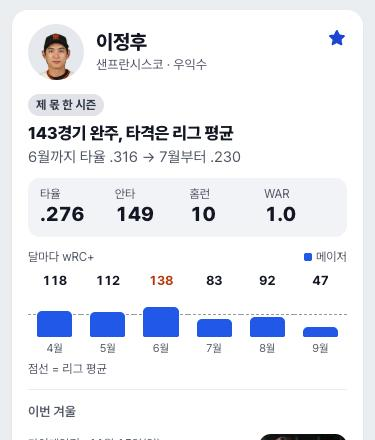 이정후
샌프란시스코 · 우익수
제 몫 한 시즌
143경기 완주, 타격은 리그 평균
6월까지 타율 .316 → 7월부터 .230
타율 안타 홈런 WAR
.276 149 10 1.0
달마다 wRC+ 메이저
118 112 138 83 92 47
4월 5월 6월 7월 8월 9월
점선 = 리그 평균
이번 겨울